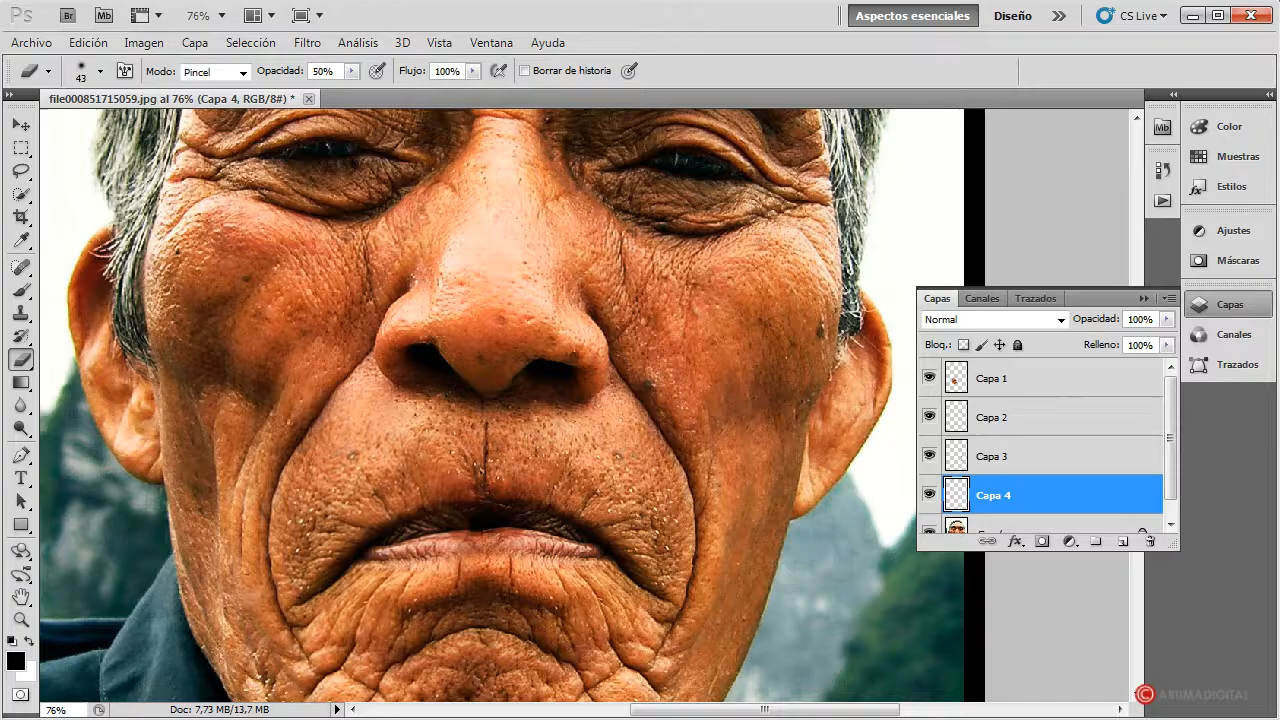 Ps Br Mb 76% Aspectos esenciales Diseño CS Live
Archivo Edición Imagen Capa Selección Filtro Análisis 3D Vista Ventana Ayuda
43 Modo: Pincel Opacidad: 50% Flujo: 100% Borrar de historia
file000851715059.jpg al 76% (Capa 4, RGB/8#) *
Mb
Color
Muestras
Estilos
Ajustes
Máscaras
Capas
Canales
Trazados
Capas Canales Trazados
Normal Opacidad: 100%
Bloq.: Relleno: 100%
Capa 1
Capa 2
Capa 3
Capa 4
fx
T
76% Doc: 7,73 MB/13,7 MB
© ARUMADIGITAL